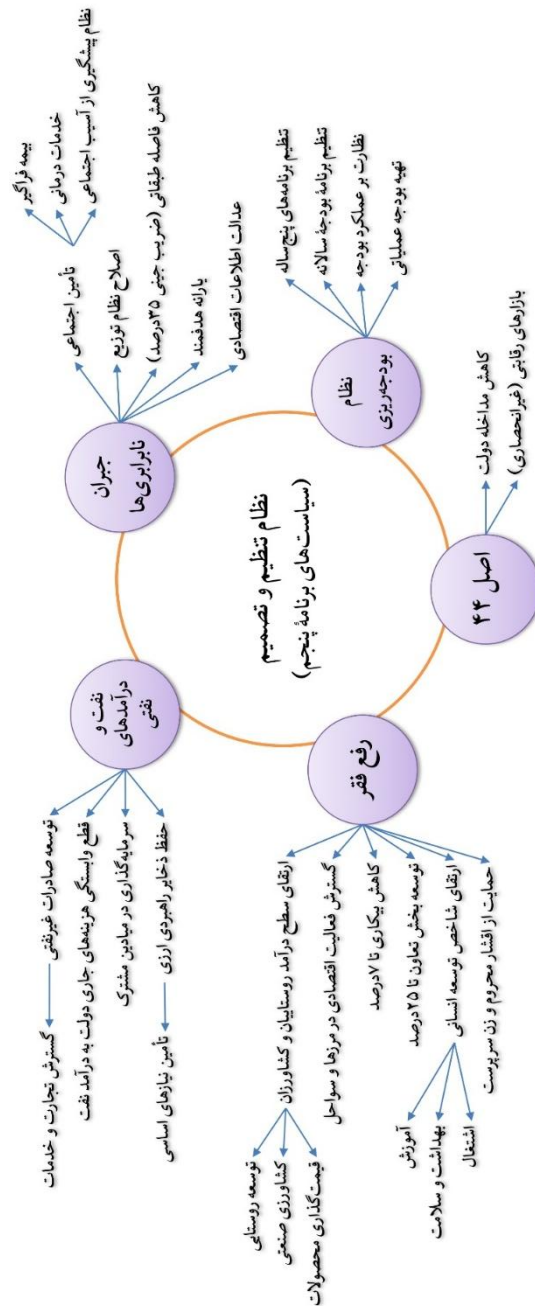 نظام تنظیم و تصمیم
(سیاست‌های برنامهٔ پنجم)
جبران
نابرابری‌ها
تأمین اجتماعی
بیمه فراگیر
خدمات درمانی
نظام پیشگیری از آسیب اجتماعی
اصلاح نظام توزیع
کاهش فاصله طبقاتی (ضریب جینی ۳۵درصد)
یارانه هدفمند
عدالت اطلاعات اقتصادی
نظام
بودجه‌ریزی
تنظیم برنامه‌های پنج‌ساله
تنظیم برنامهٔ بودجهٔ سالانه
نظارت بر عملکرد بودجه
تهیه بودجه عملیاتی
اصل ۴۴
کاهش مداخله دولت
بازارهای رقابتی (غیرانحصاری)
رفع فقر
ارتقای سطح درآمد روستاییان و کشاورزان
توسعه روستایی
کشاورزی صنعتی
قیمت‌گذاری محصولات
گسترش فعالیت اقتصادی در مرزها و سواحل
کاهش بیکاری تا ۷درصد
توسعه بخش تعاون تا ۲۵درصد
ارتقای شاخص توسعه انسانی
آموزش
بهداشت و سلامت
اشتغال
حمایت از اقشار محروم و زن سرپرست
نفت و
درآمدهای
نفتی
توسعه صادرات غیرنفتی
گسترش تجارت و خدمات
قطع وابستگی هزینه‌های جاری دولت به درآمد نفت
سرمایه‌گذاری در میادین مشترک
حفظ ذخایر راهبردی ارزی
تأمین نیازهای اساسی